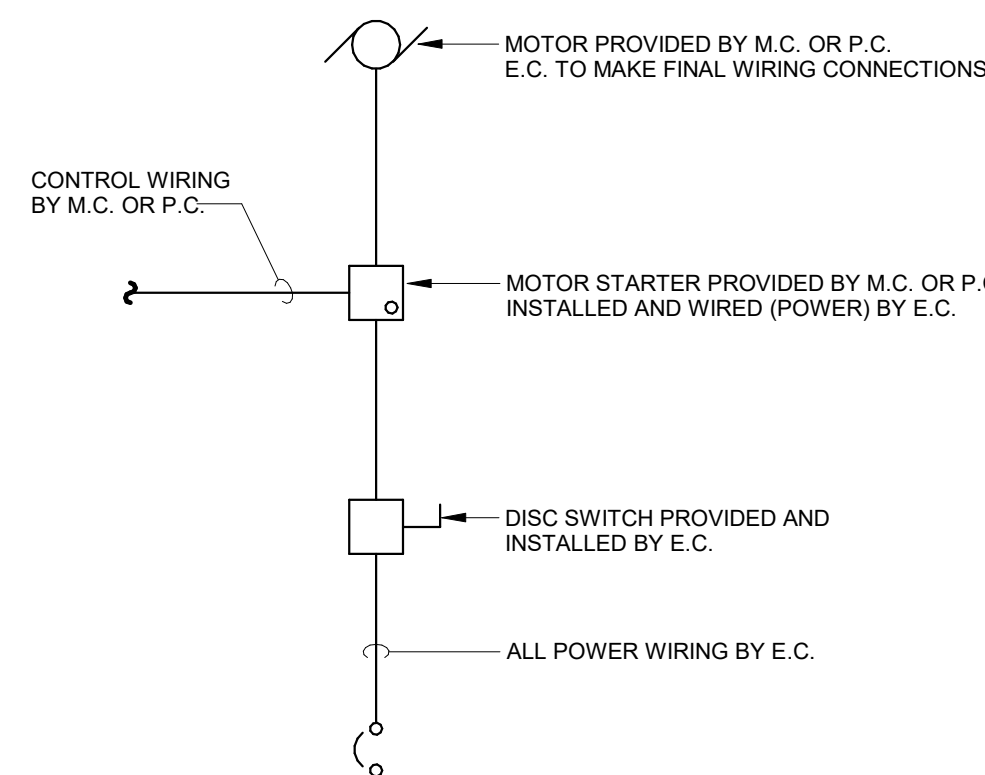 MOTOR PROVIDED BY M.C. OR P.C.
E.C. TO MAKE FINAL WIRING CONNECTIONS
CONTROL WIRING
BY M.C. OR P.C.
MOTOR STARTER PROVIDED BY M.C. OR
INSTALLED AND WIRED (POWER) BY E.C.
DISC SWITCH PROVIDED AND
INSTALLED BY E.C.
ALL POWER WIRING BY E.C.